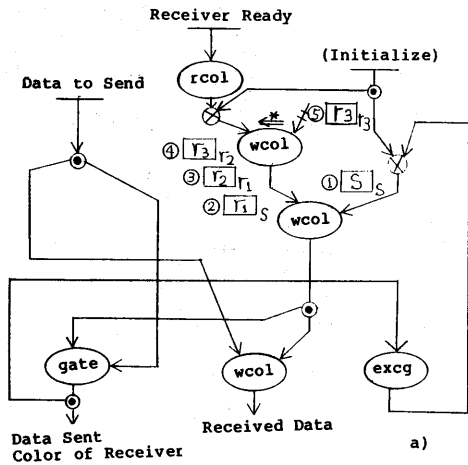 Receiver Ready
(Initialize)
Data to Send
rcol
*
⑤ r3 r3
wcol
④ r3 r2
③ r2 r1
① S S
② r1 S
wcol
gate
wcol
excg
Data Sent
Color of Receiver
Received Data
a)